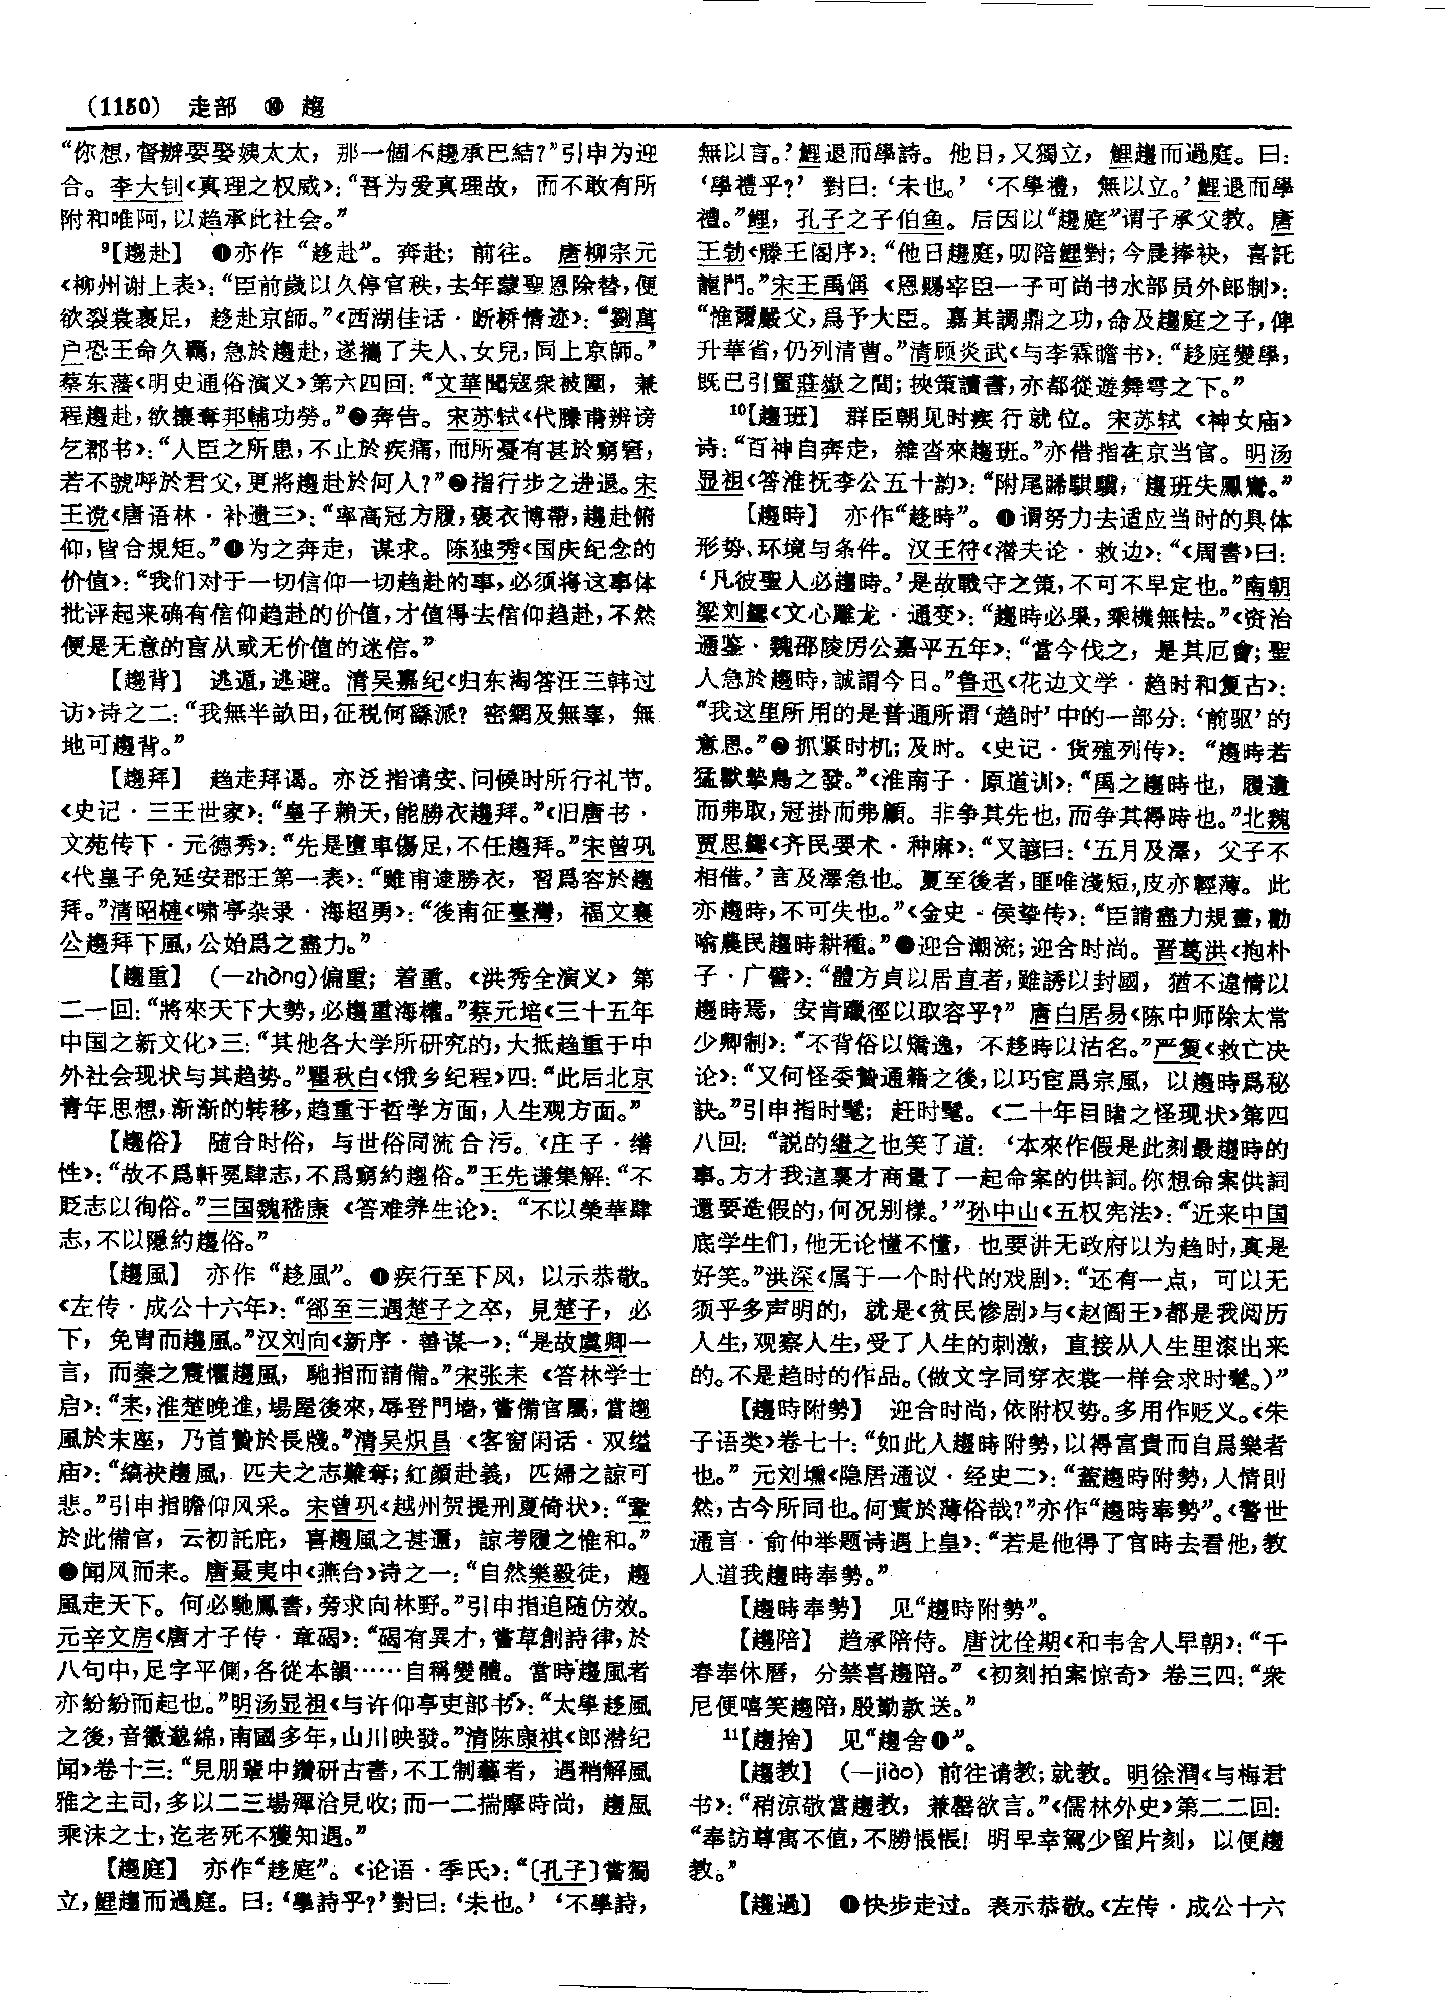 (1150) 走部 ⑩ 趨
“你想，督辦要娶姨太太，那一個不趨承巴結？”引申为迎
合。李大钊《真理之权威》：“吾为爱真理故，而不敢有所
附和唯阿，以趋承此社会。”
9【趨赴】 ❶亦作“趍赴”。奔赴；前往。唐柳宗元
《柳州谢上表》：“臣前歲以久停官秩，去年蒙聖恩除替，便
欲裂裳裹足，趍赴京師。”《西湖佳话·断桥情迹》：“劉萬
户恐王命久羈，急於趨赴，遂攜了夫人、女兒，同上京師。”
蔡东藩《明史通俗演义》第六四回：“文華聞寇衆被圍，兼
程趨赴，欲攘奪邦輔功勞。”❷奔告。宋苏轼《代滕甫辨谤
乞郡书》：“人臣之所患，不止於疾痛，而所憂有甚於窮窘，
若不號呼於君父，更將趨赴於何人？”❸指行步之进退。宋
王谠《唐语林·补遗三》：“率高冠方履，褒衣博帶，趨赴俯
仰，皆合規矩。”❹为之奔走，谋求。陈独秀《国庆纪念的
价值》：“我们对于一切信仰一切趋赴的事，必须将这事体
批评起来确有信仰趋赴的价值，才值得去信仰趋赴，不然
便是无意的盲从或无价值的迷信。”
【趨背】 逃遁，逃避。清吴嘉纪《归东淘答汪三韩过
访》诗之二：“我無半畝田，征税何繇派？密網及無辜，無
地可趨背。”
【趨拜】 趋走拜谒。亦泛指请安、问候时所行礼节。
《史记·三王世家》：“皇子賴天，能勝衣趨拜。”《旧唐书·
文苑传下·元德秀》：“先是墮車傷足，不任趨拜。”宋曾巩
《代皇子免延安郡王第一表》：“雖甫逮勝衣，習爲容於趨
拜。”清昭梿《啸亭杂录·海超勇》：“後南征臺灣，福文襄
公趨拜下風，公始爲之盡力。”
【趨重】 (一zhòng)偏重；着重。《洪秀全演义》第
二一回：“將來天下大勢，必趨重海權。”蔡元培《三十五年
中国之新文化》三：“其他各大学所研究的，大抵趋重于中
外社会现状与其趋势。”瞿秋白《饿乡纪程》四：“此后北京
青年思想，渐渐的转移，趋重于哲学方面，人生观方面。”
【趨俗】 随合时俗，与世俗同流合污。《庄子·缮
性》：“故不爲軒冕肆志，不爲窮約趨俗。”王先谦集解：“不
貶志以徇俗。”三国魏嵇康《答难养生论》：“不以榮華肆
志，不以隱約趨俗。”
【趨風】 亦作“趍風”。❶疾行至下风，以示恭敬。
《左传·成公十六年》：“郤至三遇楚子之卒，見楚子，必
下，免胄而趨風。”汉刘向《新序·善谋一》：“是故虞卿一
言，而秦之震懼趨風，馳指而請備。”宋张耒《答林学士
启》：“耒，淮楚晚進，場屋後來，辱登門墻，嘗備官屬，當趨
風於末座，乃首贄於長牋。”清吴炽昌《客窗闲话·双缢
庙》：“縞袂趨風，匹夫之志難奪；紅顔赴義，匹婦之諒可
悲。”引申指瞻仰风采。宋曾巩《越州贺提刑夏倚状》：“鞏
於此備官，云初託庇，喜趨風之甚邇，諒考履之惟和。”
❷闻风而来。唐聂夷中《燕台》诗之一：“自然樂毅徒，趨
風走天下。何必馳鳳書，旁求向林野。”引申指追随仿效。
元辛文房《唐才子传·章碣》：“碣有異才，嘗草創詩律，於
八句中，足字平側，各從本韻……自稱變體。當時趨風者
亦紛紛而起也。”明汤显祖《与许仰亭吏部书》：“太學趍風
之後，音徽邈綿，南國多年，山川映發。”清陈康祺《郎潜纪
闻》卷十三：“見朋輩中鑽研古書，不工制藝者，遇稍解風
雅之主司，多以二三場殫洽見收；而一二揣摩時尚，趨風
乘沫之士，迄老死不獲知遇。”
【趨庭】 亦作“趍庭”。《论语·季氏》：“〔孔子〕嘗獨
立，鯉趨而過庭。曰：‘學詩乎？’對曰：‘未也。’‘不學詩，
無以言。’鯉退而學詩。他日，又獨立，鯉趨而過庭。曰：
‘學禮乎？’對曰：‘未也。’‘不學禮，無以立。’鯉退而學
禮。”鯉，孔子之子伯鱼。后因以“趨庭”谓子承父教。唐
王勃《滕王阁序》：“他日趨庭，叨陪鯉對；今晨捧袂，喜託
龍門。”宋王禹偁《恩赐宰臣一子可尚书水部员外郎制》：
“惟爾嚴父，爲予大臣。嘉其調鼎之功，命及趨庭之子，俾
升華省，仍列清曹。”清顾炎武《与李霖瞻书》：“趍庭變學，
既已引置莊嶽之間；挾策讀書，亦都從遊舞雩之下。”
10【趨班】 群臣朝见时疾行就位。宋苏轼《神女庙》
诗：“百神自奔走，雜沓來趨班。”亦借指在京当官。明汤
显祖《答淮抚李公五十韵》：“附尾睎騏驥，趨班失鳳鸞。”
【趨時】 亦作“趍時”。❶谓努力去适应当时的具体
形势、环境与条件。汉王符《潜夫论·救边》：“《周書》曰：
‘凡彼聖人必趨時。’是故戰守之策，不可不早定也。”南朝
梁刘勰《文心雕龙·通变》：“趨時必果，乘機無怯。”《资治
通鉴·魏邵陵厉公嘉平五年》：“當今伐之，是其厄會；聖
人急於趨時，誠謂今日。”鲁迅《花边文学·趋时和复古》：
“我这里所用的是普通所谓‘趋时’中的一部分：‘前驱’的
意思。”❷抓紧时机；及时。《史记·货殖列传》：“趨時若
猛獸摯鳥之發。”《淮南子·原道训》：“禹之趨時也，履遺
而弗取，冠掛而弗顧。非争其先也，而争其得時也。”北魏
贾思勰《齐民要术·种麻》：“又諺曰：‘五月及澤，父子不
相借。’言及澤急也。夏至後者，匪唯淺短，皮亦輕薄。此
亦趨時，不可失也。”《金史·侯挚传》：“臣請盡力規畫，勸
喻農民趨時耕種。”❸迎合潮流；迎合时尚。晋葛洪《抱朴
子·广譬》：“體方貞以居直者，雖誘以封國，猶不違情以
趨時焉，安肯躐徑以取容乎？”唐白居易《陈中师除太常
少卿制》：“不背俗以矯逸，不趍時以沽名。”严复《救亡决
论》：“又何怪委贄通籍之後，以巧宦爲宗風，以趨時爲秘
訣。”引申指时髦；赶时髦。《二十年目睹之怪现状》第四
八回：“説的繼之也笑了道：‘本來作假是此刻最趨時的
事。方才我這裏才商量了一起命案的供詞。你想命案供詞
還要造假的，何况别樣。’”孙中山《五权宪法》：“近来中国
底学生们，他无论懂不懂，也要讲无政府以为趋时，真是
好笑。”洪深《属于一个时代的戏剧》：“还有一点，可以无
须乎多声明的，就是《贫民惨剧》与《赵阎王》都是我阅历
人生，观察人生，受了人生的刺激，直接从人生里滚出来
的。不是趋时的作品。(做文字同穿衣裳一样会求时髦。)”
【趨時附勢】 迎合时尚，依附权势。多用作贬义。《朱
子语类》卷七十：“如此人趨時附勢，以得富貴而自爲樂者
也。”元刘壎《隐居通议·经史二》：“蓋趨時附勢，人情則
然，古今所同也。何責於薄俗哉？”亦作“趨時奉勢”。《警世
通言·俞仲举题诗遇上皇》：“若是他得了官時去看他，教
人道我趨時奉勢。”
【趨時奉勢】 见“趨時附勢”。
【趨陪】 趋承陪侍。唐沈佺期《和韦舍人早朝》：“千
春奉休曆，分禁喜趨陪。”《初刻拍案惊奇》卷三四：“衆
尼便嘻笑趨陪，殷勤款送。”
11【趨捨】 见“趨舍❶”。
【趨教】 (一jiào) 前往请教；就教。明徐渭《与梅君
书》：“稍涼敬當趨教，兼罄欲言。”《儒林外史》第二二回：
“奉訪尊寓不值，不勝悵悵！明早幸駕少留片刻，以便趨
教。”
【趨過】 ❶快步走过。表示恭敬。《左传·成公十六